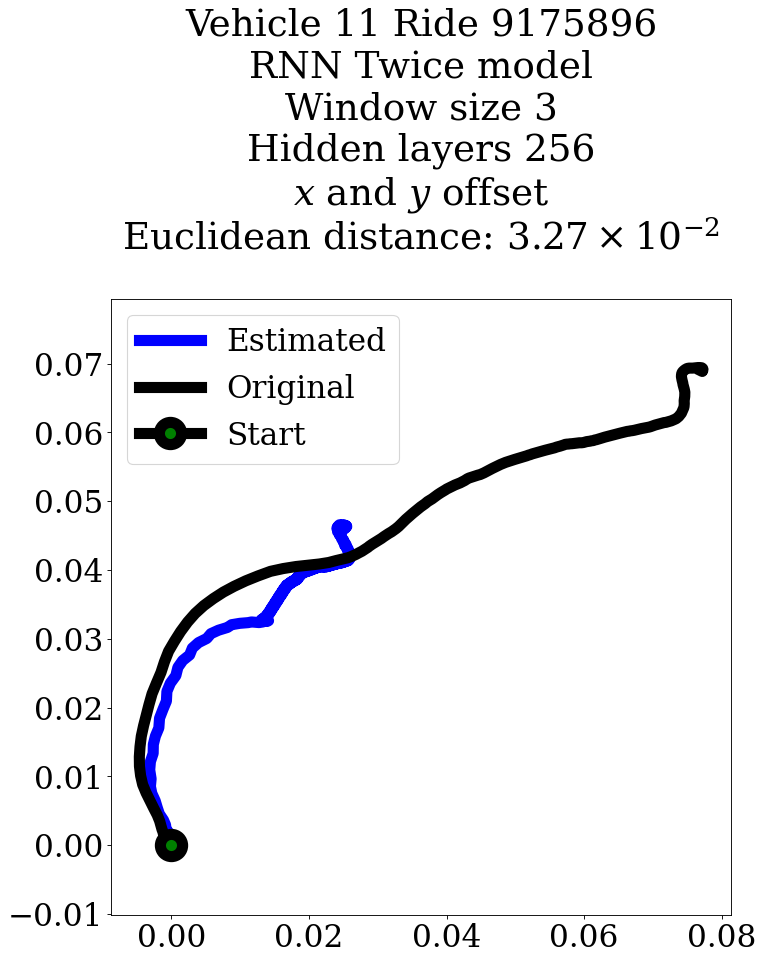 Vehicle 11 Ride 9175896
RNN Twice model
Window size 3
Hidden layers 256
x and y offset
Euclidean distance: 3.27 × 10⁻²
Estimated
Original
Start
0.07
0.06
0.05
0.04
0.03
0.02
0.01
0.00
−0.01
0.00 0.02 0.04 0.06 0.08